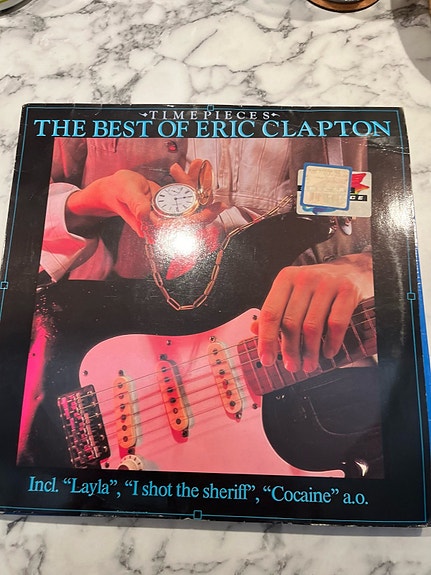 TIMEPIECES
THE BEST OF ERIC CLAPTON
Incl. “Layla”, “I shot the sheriff”, “Cocaine” a.o.